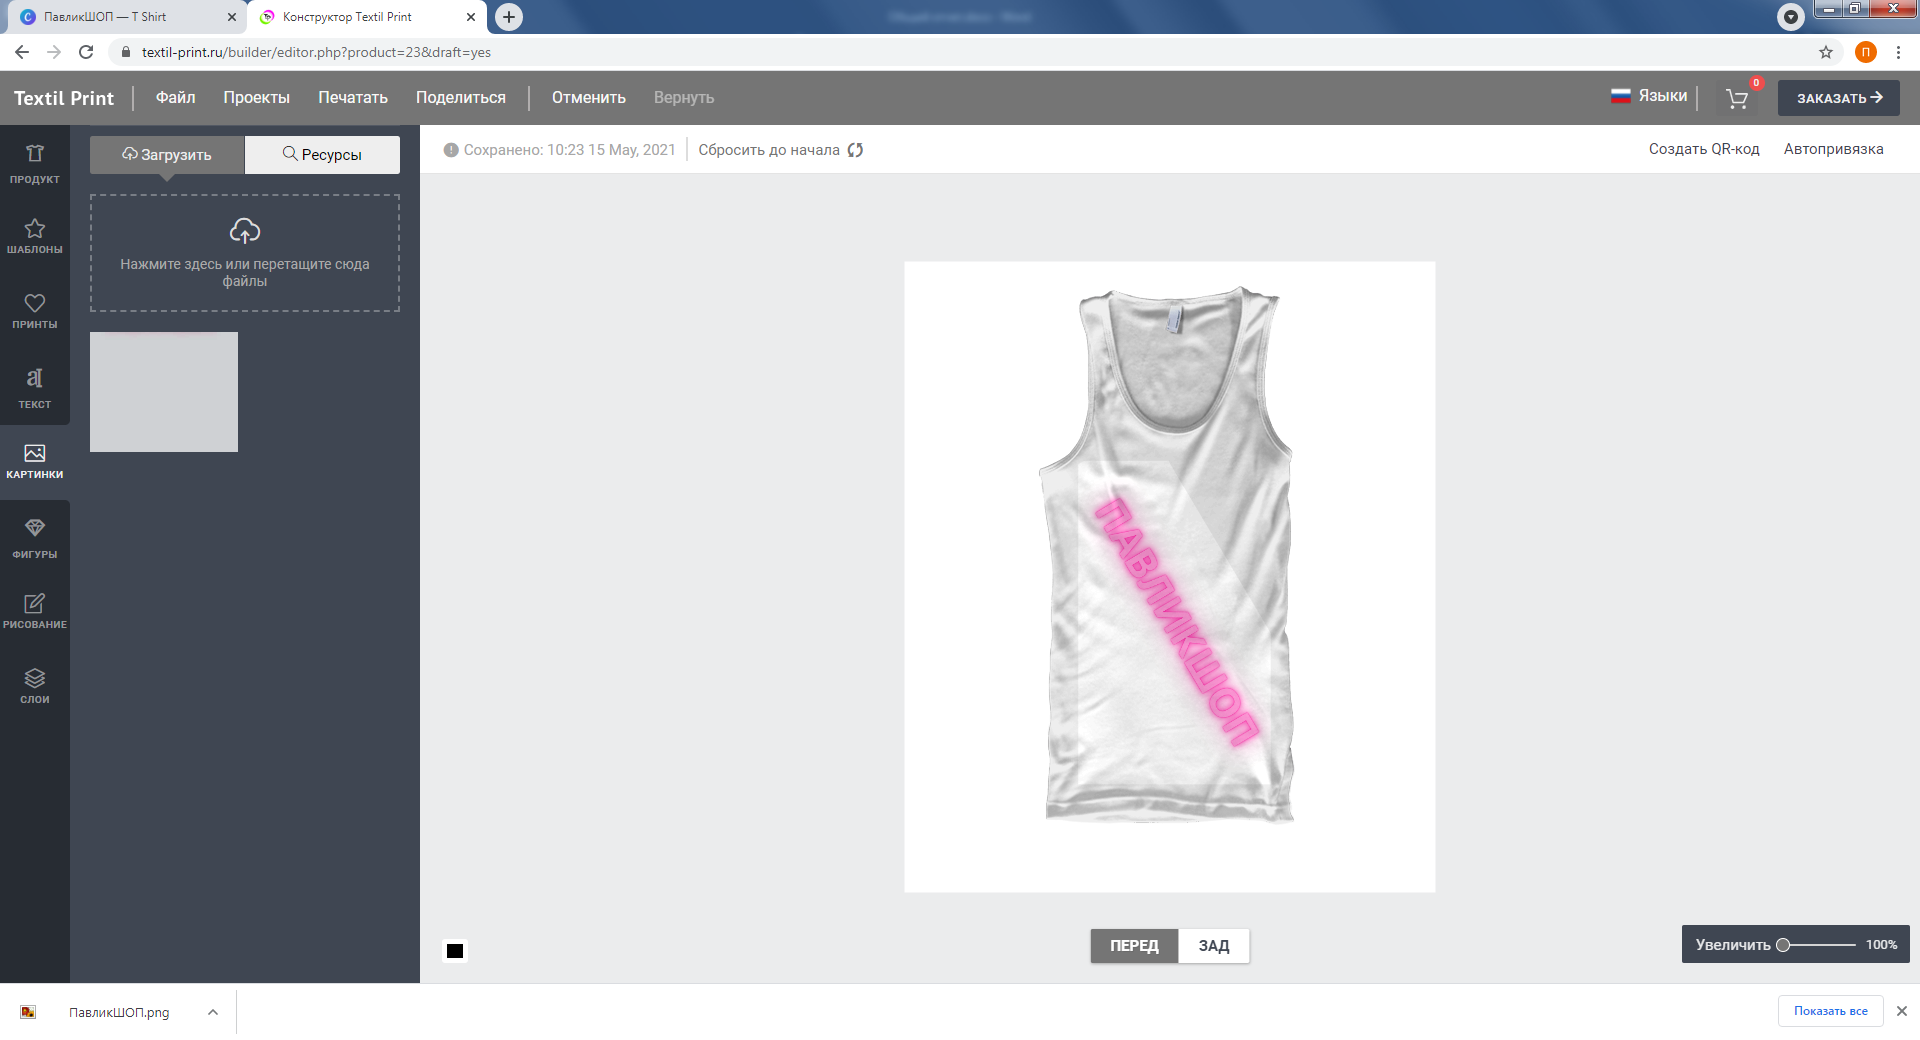 ПавликШОП — T Shirt
Конструктор Textil Print
textil-print.ru/builder/editor.php?product=23&draft=yes
П
Textil Print
Файл
Проекты
Печатать
Поделиться
Отменить
Вернуть
Языки
0
ЗАКАЗАТЬ
ПРОДУКТ
ШАБЛОНЫ
ПРИНТЫ
ТЕКСТ
КАРТИНКИ
ФИГУРЫ
РИСОВАНИЕ
СЛОИ
Загрузить
Ресурсы
Нажмите здесь или перетащите сюда
файлы
Сохранено: 10:23 15 May, 2021
Сбросить до начала
Создать QR-код
Автопривязка
ПАВЛИКШОП
ПЕРЕД
ЗАД
Увеличить
100%
ПавликШОП.png
Показать все